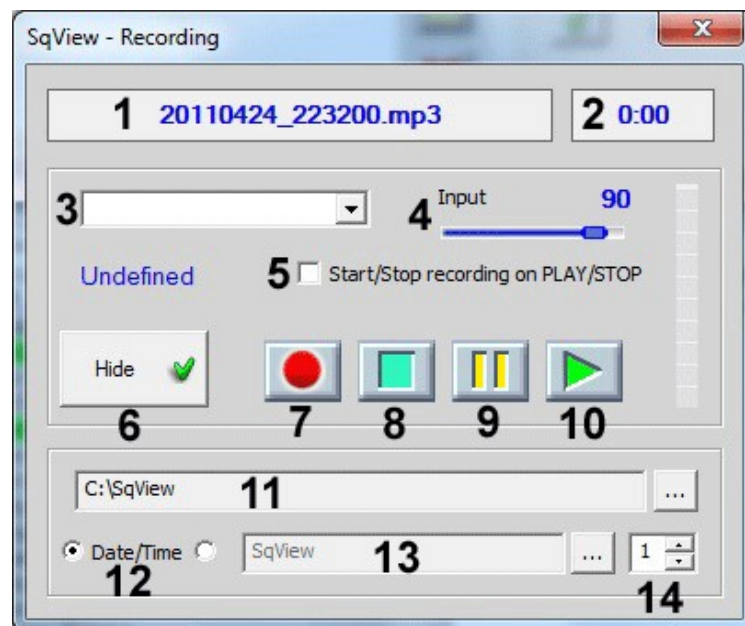 SqView - Recording
1 20110424_223200.mp3 2 0:00
3 4 Input 90
Undefined 5 Start/Stop recording on PLAY/STOP
Hide
6 7 8 9 10
C:\SqView 11 ...
Date/Time SqView 13 ... 1
12 14